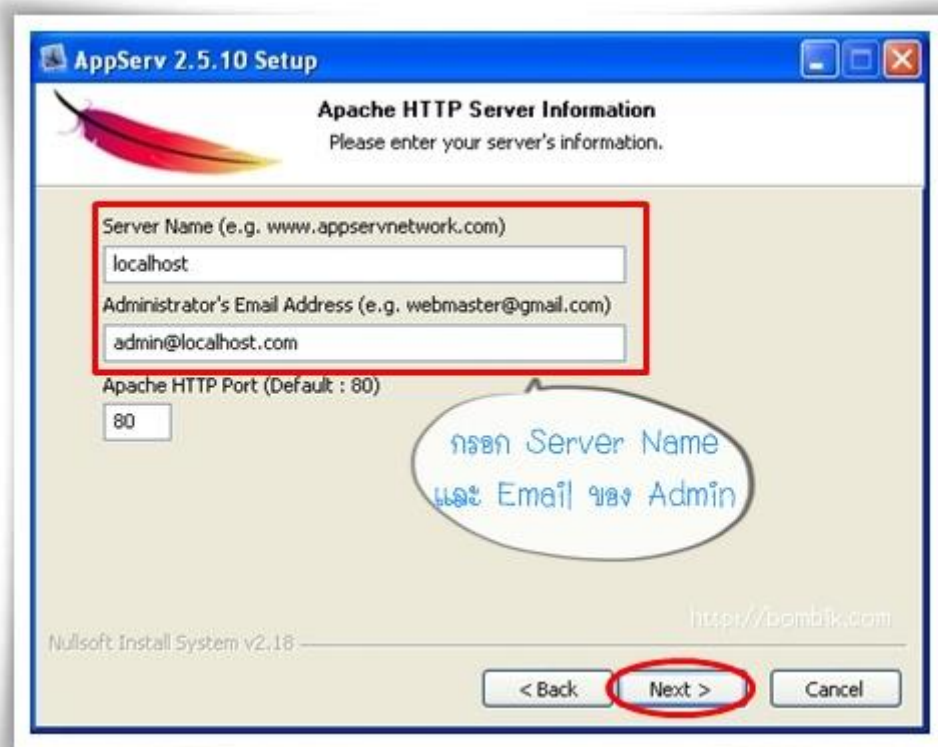 AppServ 2.5.10 Setup
Apache HTTP Server Information
Please enter your server's information.
Server Name (e.g. www.appservnetwork.com)
localhost
Administrator's Email Address (e.g. webmaster@gmail.com)
admin@localhost.com
Apache HTTP Port (Default : 80)
80
กรอก Server Name
และ Email ของ Admin
http://bombik.com
Nullsoft Install System v2.18
< Back
Next >
Cancel